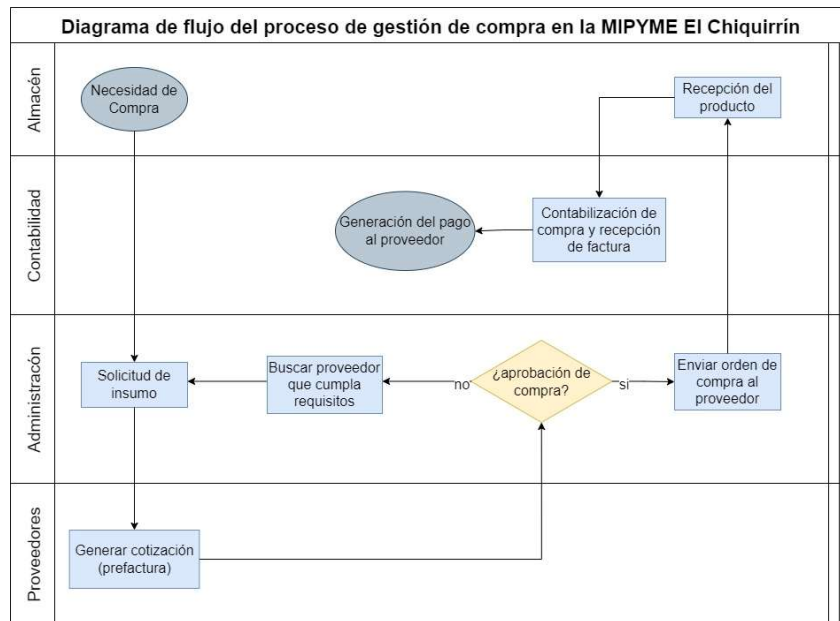 Diagrama de flujo del proceso de gestión de compra en la MIPYME El Chiquirrín
Almacén
Necesidad de
Compra
Recepción del
producto
Contabilidad
Generación del pago
al proveedor
Contabilización de
compra y recepción
de factura
Administracón
Solicitud de
insumo
Buscar proveedor
que cumpla
requisitos
no
¿aprobación de
compra?
si
Enviar orden de
compra al
proveedor
Proveedores
Generar cotización
(prefactura)